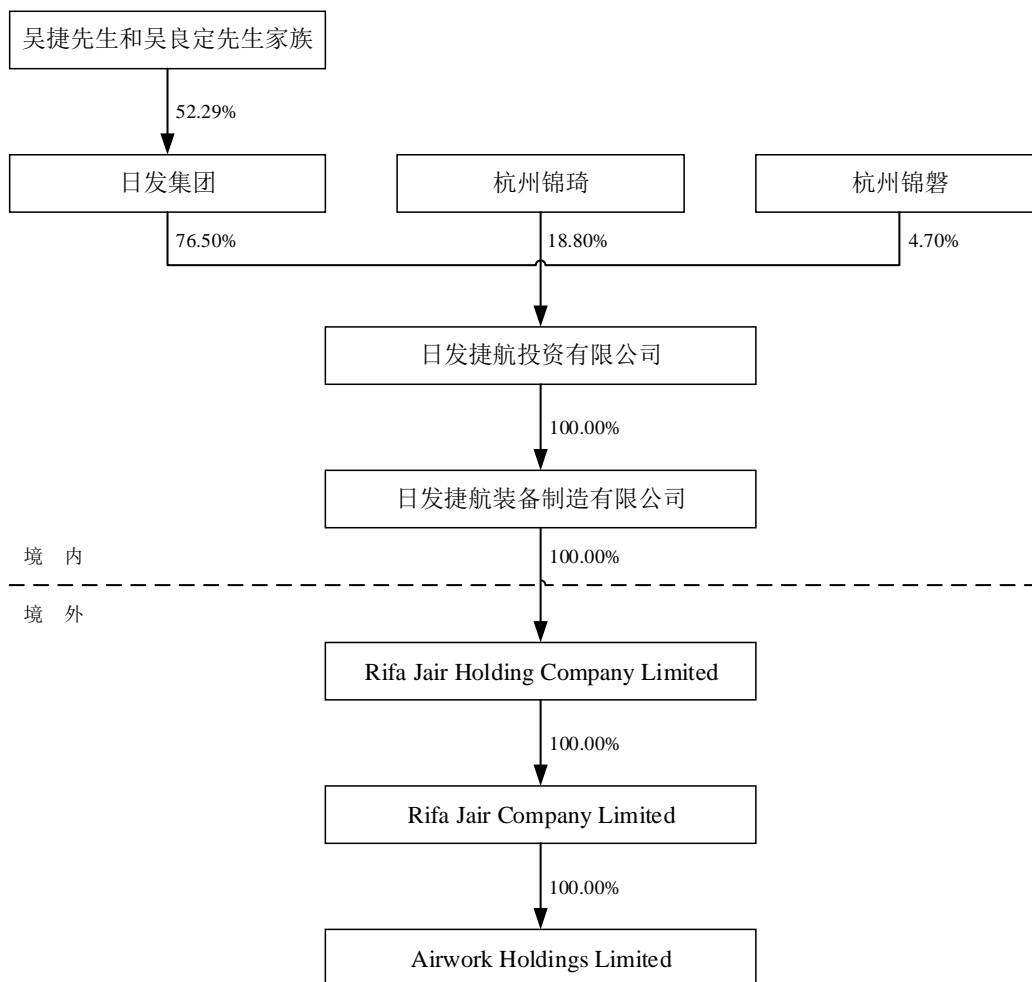 吴捷先生和吴良定先生家族
52.29%
日发集团
杭州锦琦
杭州锦磐
76.50%
18.80%
4.70%
日发捷航投资有限公司
100.00%
日发捷航装备制造有限公司
境 内
100.00%
境 外
Rifa Jair Holding Company Limited
100.00%
Rifa Jair Company Limited
100.00%
Airwork Holdings Limited